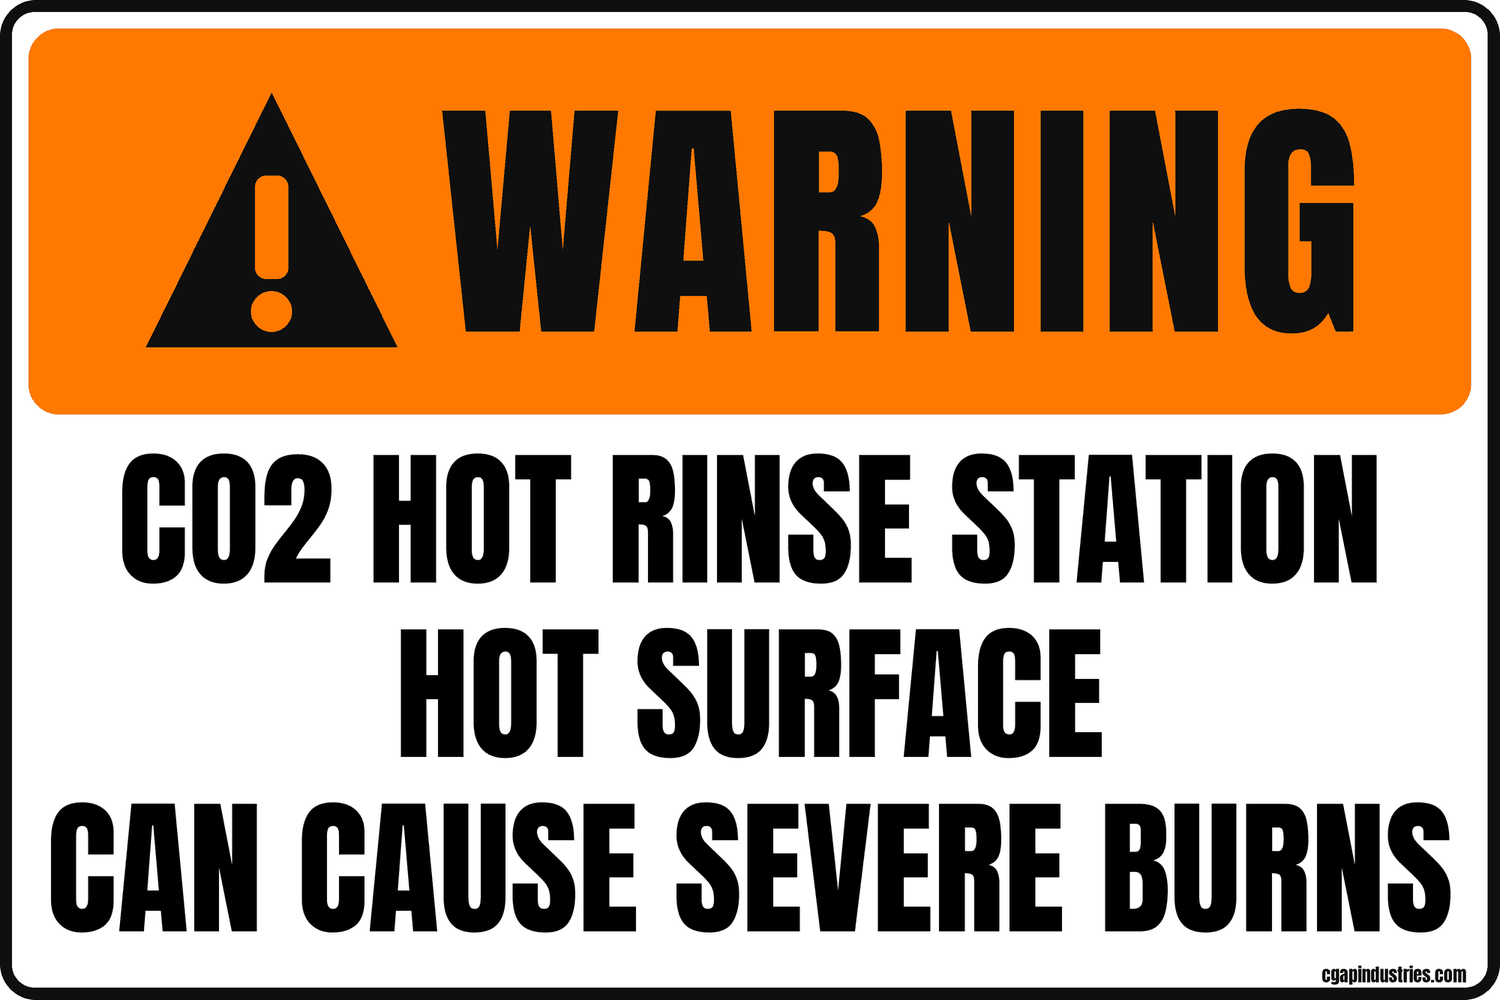 WARNING
CO2 HOT RINSE STATION
HOT SURFACE
CAN CAUSE SEVERE BURNS
cgapindustries.com